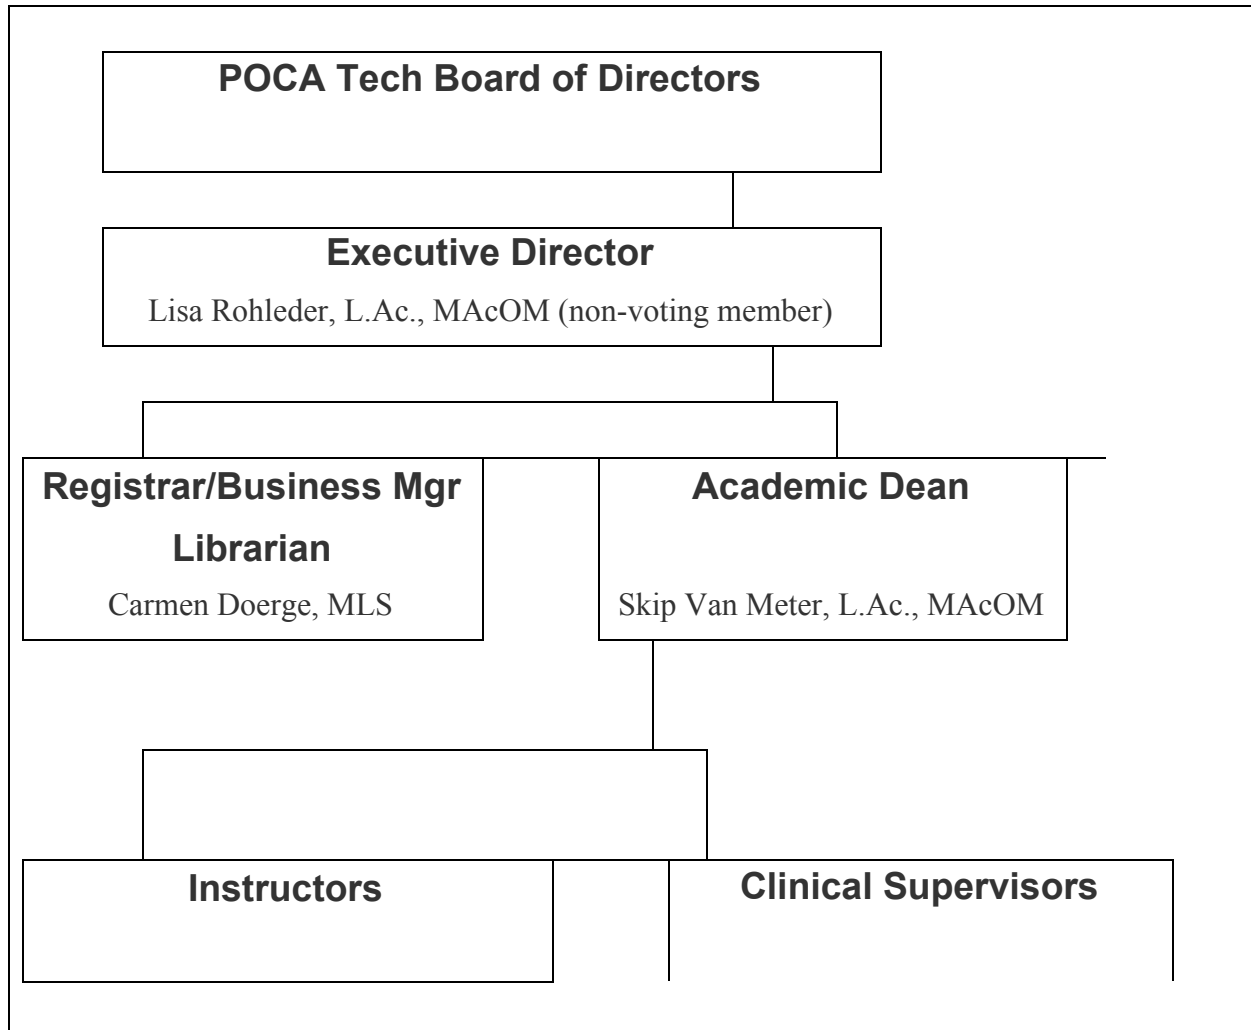 POCA Tech Board of Directors
Executive Director
Lisa Rohleder, L.Ac., MAcOM (non-voting member)
Registrar/Business Mgr
Librarian
Carmen Doerge, MLS
Academic Dean
Skip Van Meter, L.Ac., MAcOM
Instructors
Clinical Supervisors